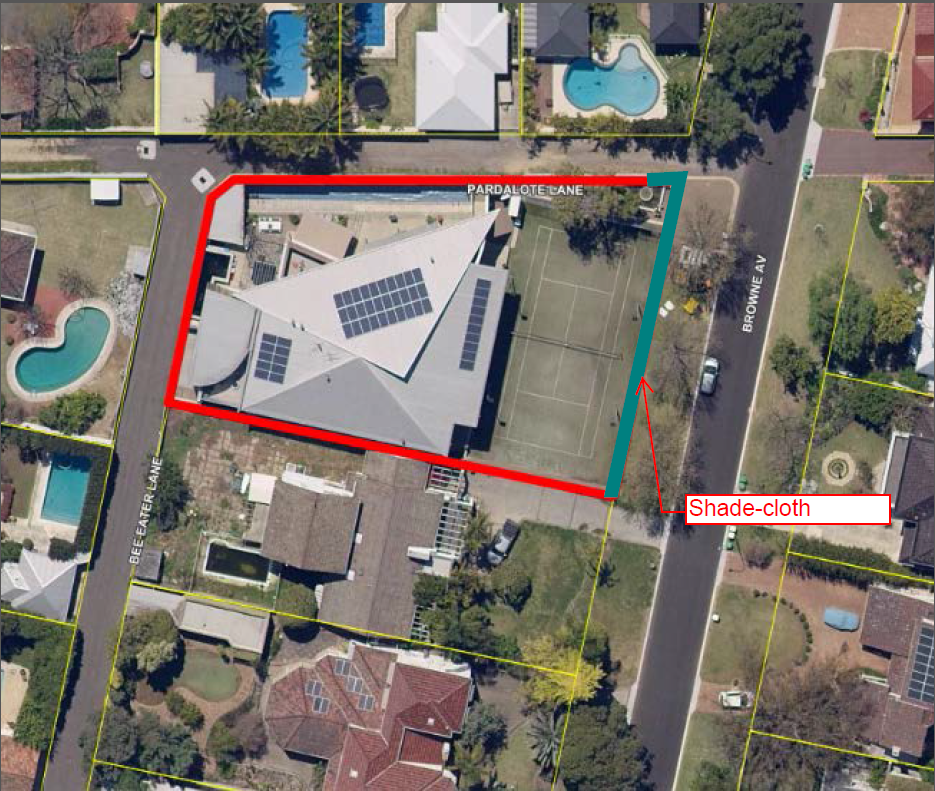 PARDALOTE LANE
BROWNE AV
BEE-EATER LANE
Shade-cloth